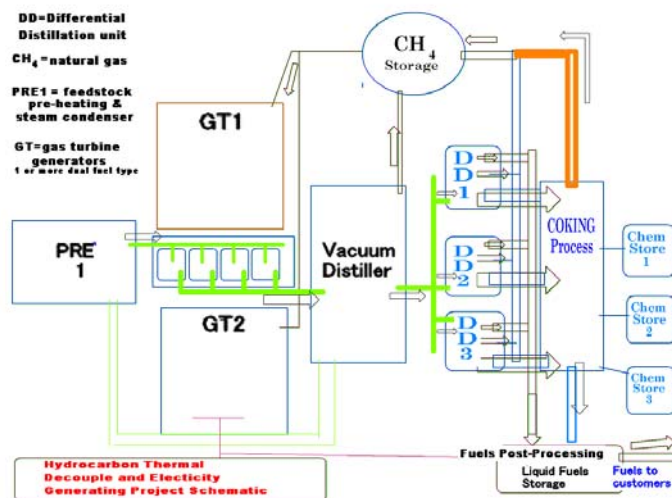 DD=Differential
Distillation unit
CH4 =natural gas
PRE1 = feedstock
pre-heating &
steam condenser
GT=gas turbine
generators
1 or more dual fuel type
CH4
Storage
GT1
PRE
1
Vacuum
Distiller
GT2
D
D
1
D
D
2
D
D
3
COKING
Process
Chem
Store
1
Chem
Store
2
Chem
Store
3
Hydrocarbon Thermal
Decouple and Electicity
Generating Project Schematic
Fuels Post-Processing
Liquid Fuels
Storage
Fuels to
customers